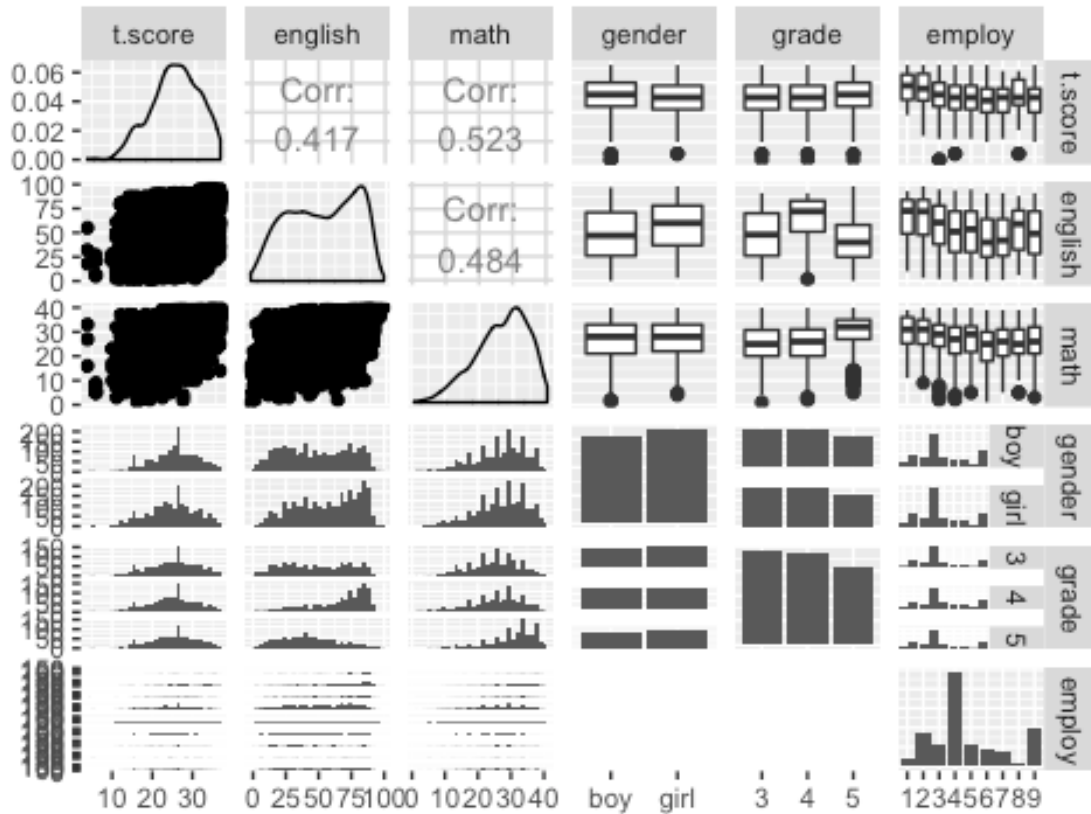 t.score english math gender grade employ
0.06
0.04
0.02
0.00
Corr:
0.417
Corr:
0.523
t.score
100
75
50
25
0
Corr:
0.484
english
40
30
20
10
0
math
boy
girl
gender
3
4
5
grade
employ
10 20 30
0 25 50 75 100
0 10 20 30 40
boy girl
3 4 5
1 2 3 4 5 6 7 8 9